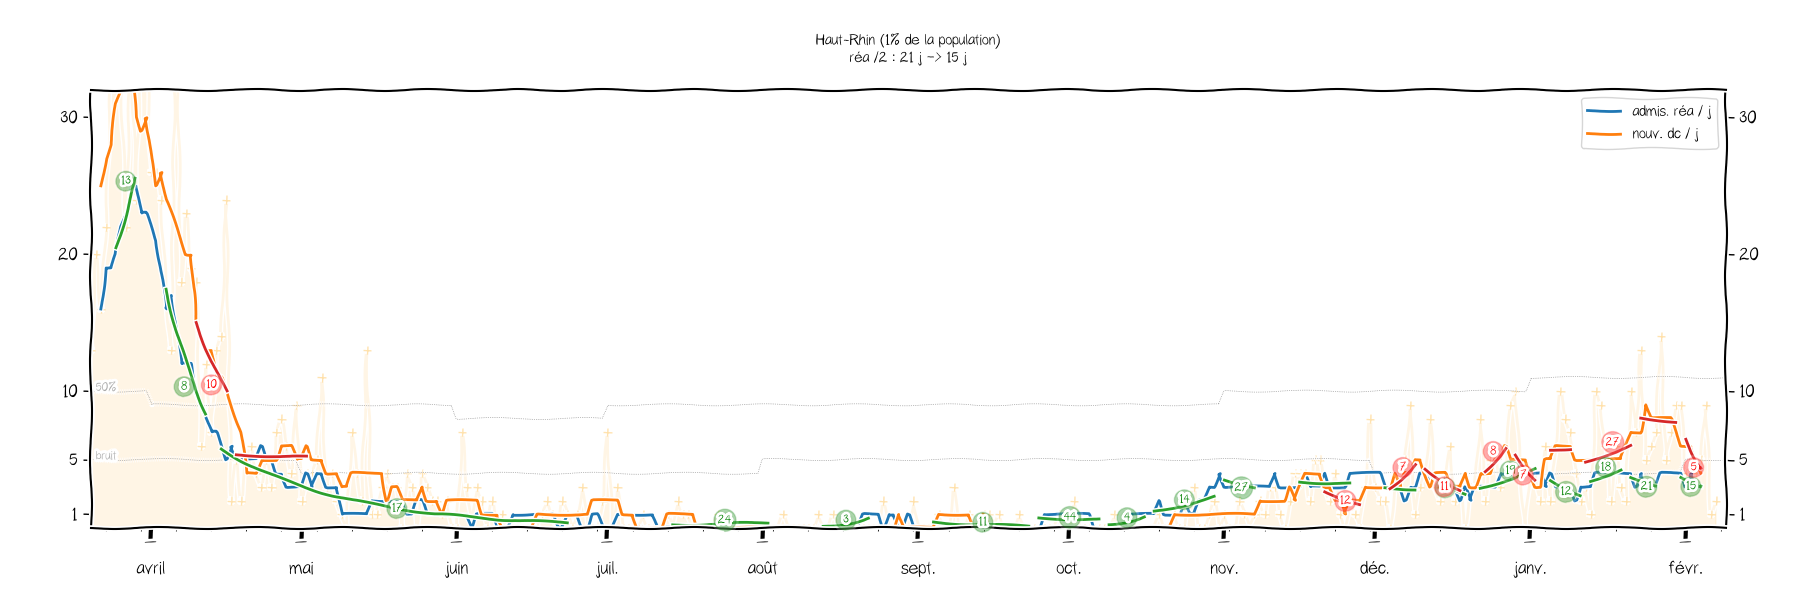 Haut-Rhin (1% de la population)
réa /2 : 21 j -> 15 j
admis. réa / j
nouv. dc / j
30
30
20
20
13
8
10
10
50%
10
5
bruit
5
1
1
17
24
3
11
44
4
14
27
12
7
11
8
19
7
12
27
18
21
5
15
avril
mai
juin
juil.
août
sept.
oct.
nov.
déc.
janv.
févr.